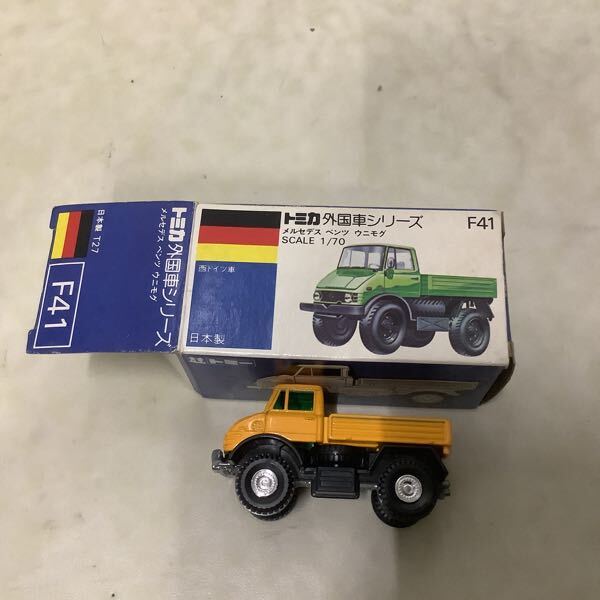 トミカ 外国車シリーズ F41
メルセデス ベンツ ウニモグ
SCALE 1/70
西ドイツ車
日本製
トミー
トミカ 外国車シリーズ
メルセデス ベンツ ウニモグ
日本製 T27
F41